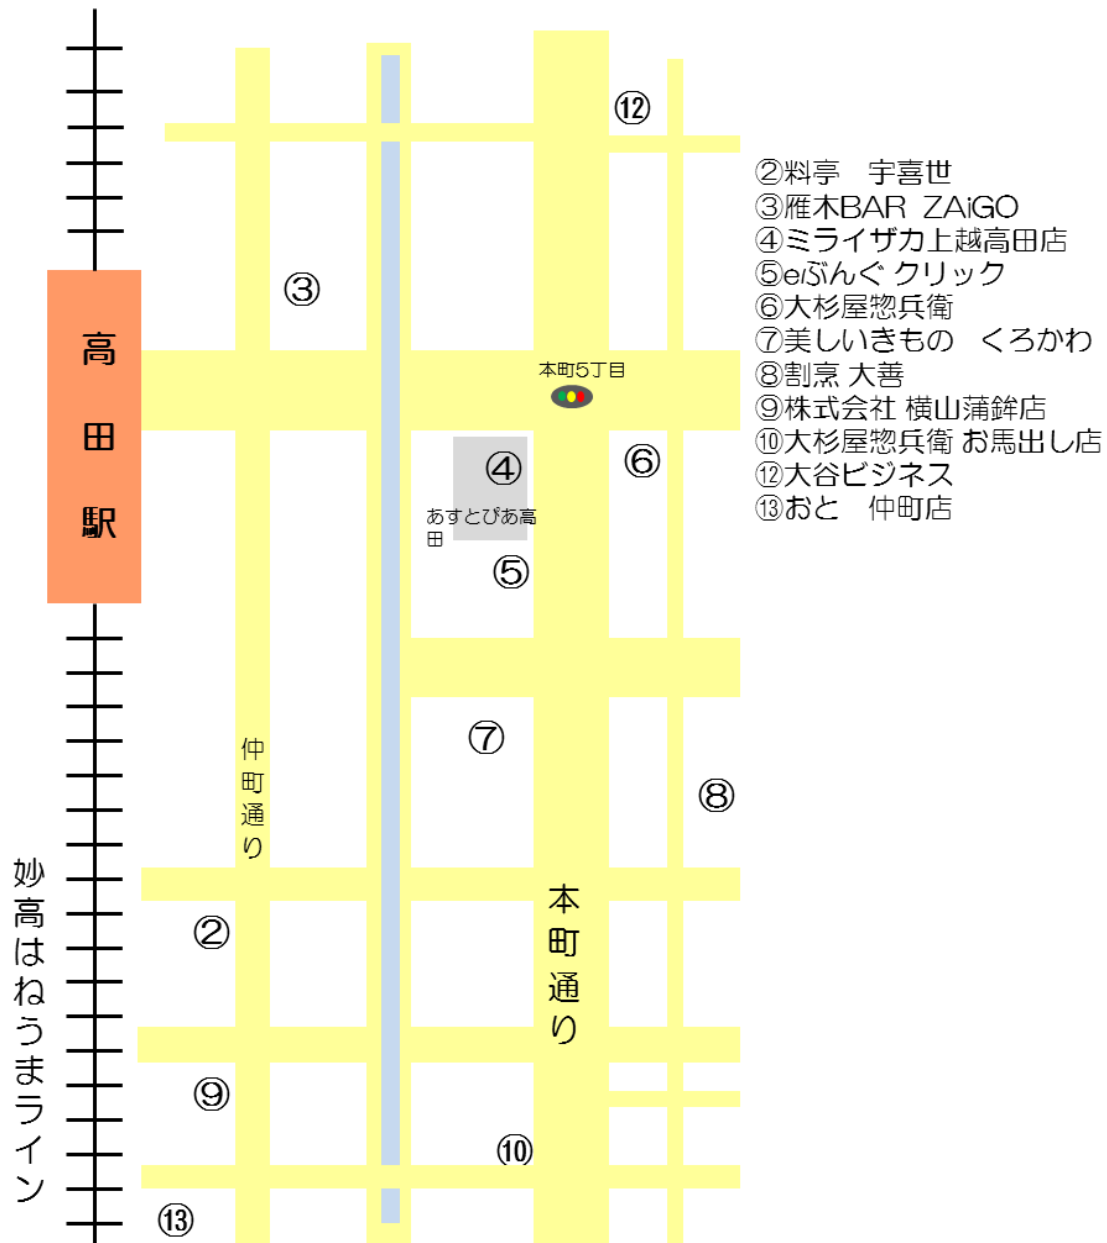 ⑫
②料亭　宇喜世
③雁木BAR ZAiGO
④ミライザカ上越高田店
⑤eぶんぐ クリック
⑥大杉屋惣兵衛
⑦美しいきもの　くろかわ
⑧割烹 大善
⑨株式会社 横山蒲鉾店
⑩大杉屋惣兵衛 お馬出し店
⑫大谷ビジネス
⑬おと　仲町店
③
高田駅
本町5丁目
④
⑥
あすとぴあ高
田
⑤
⑦
仲町通り
⑧
妙高はねうまライン
本町通り
②
⑨
⑩
⑬